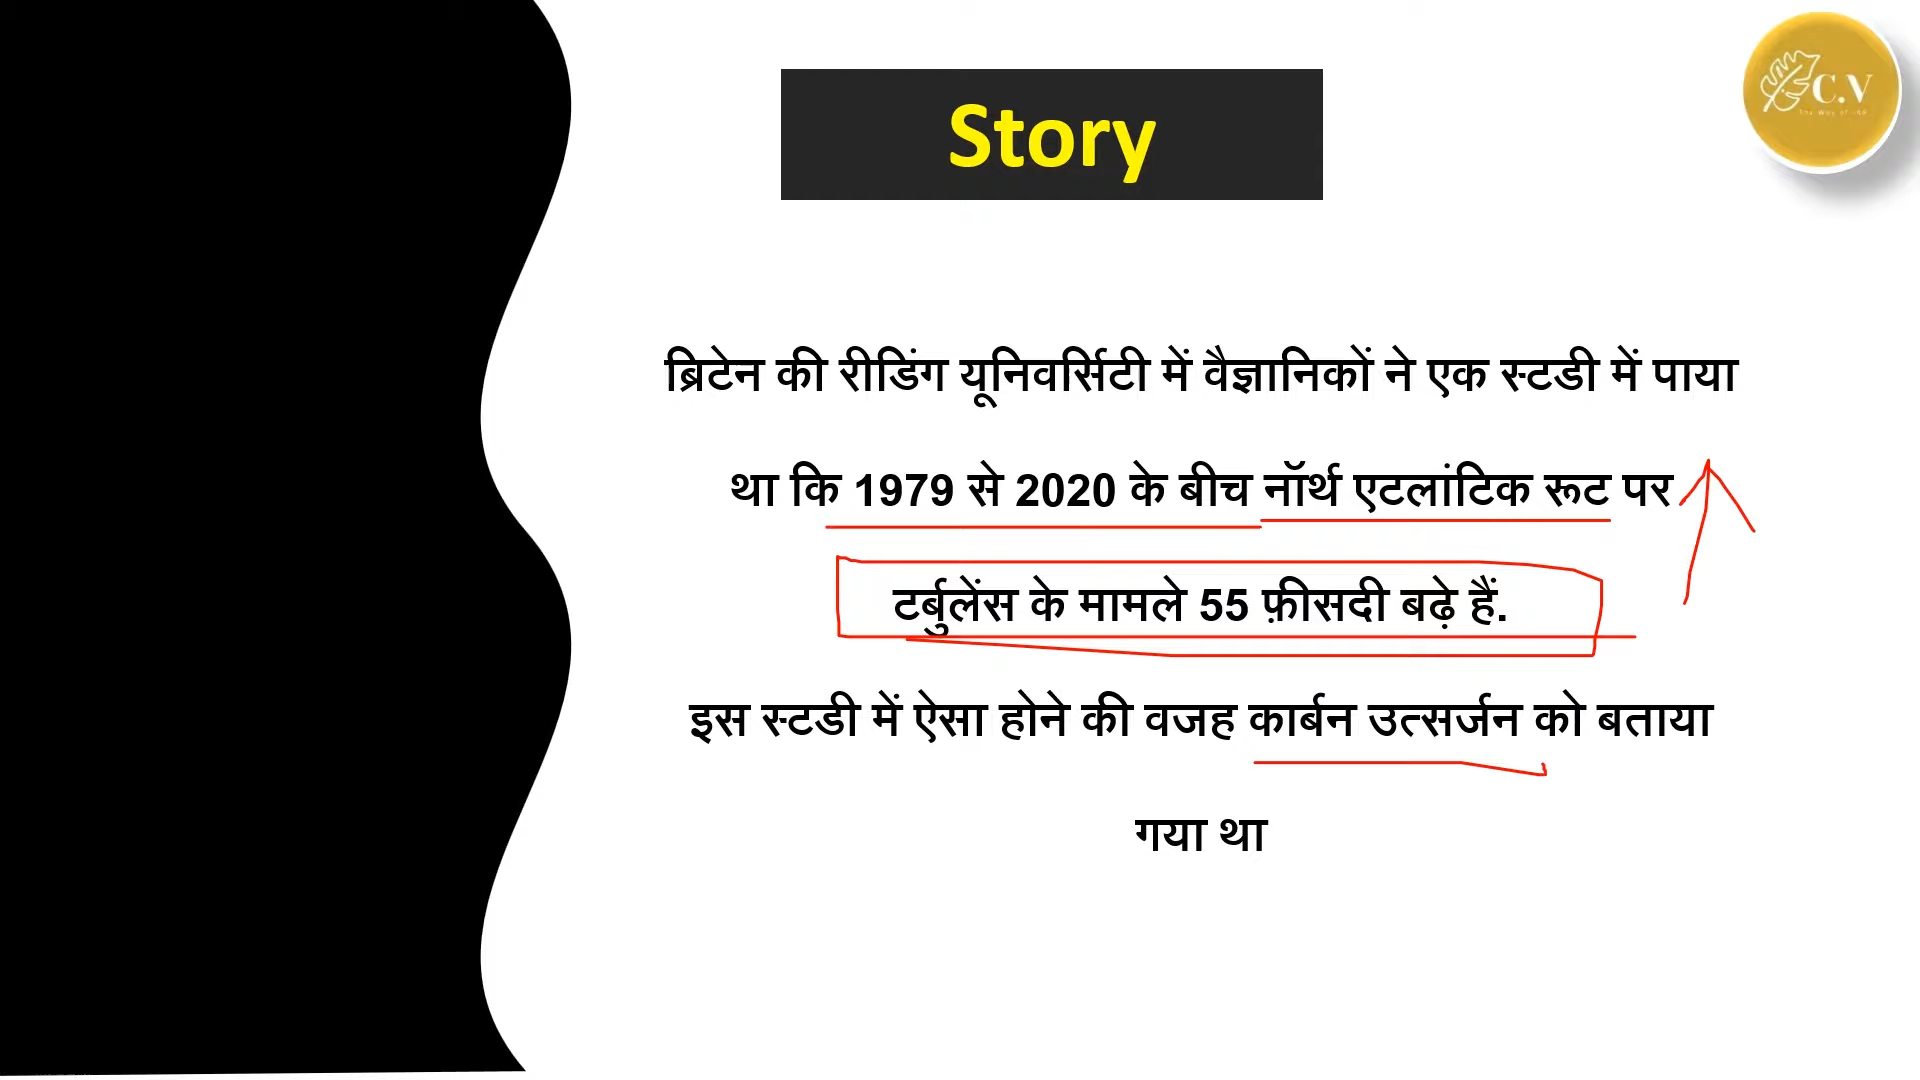 Story
C.V
ब्रिटेन की रीडिंग यूनिवर्सिटी में वैज्ञानिकों ने एक स्टडी में पाया
था कि 1979 से 2020 के बीच नॉर्थ एटलांटिक रूट पर
टर्बुलेंस के मामले 55 फ़ीसदी बढ़े हैं.
इस स्टडी में ऐसा होने की वजह कार्बन उत्सर्जन को बताया
गया था